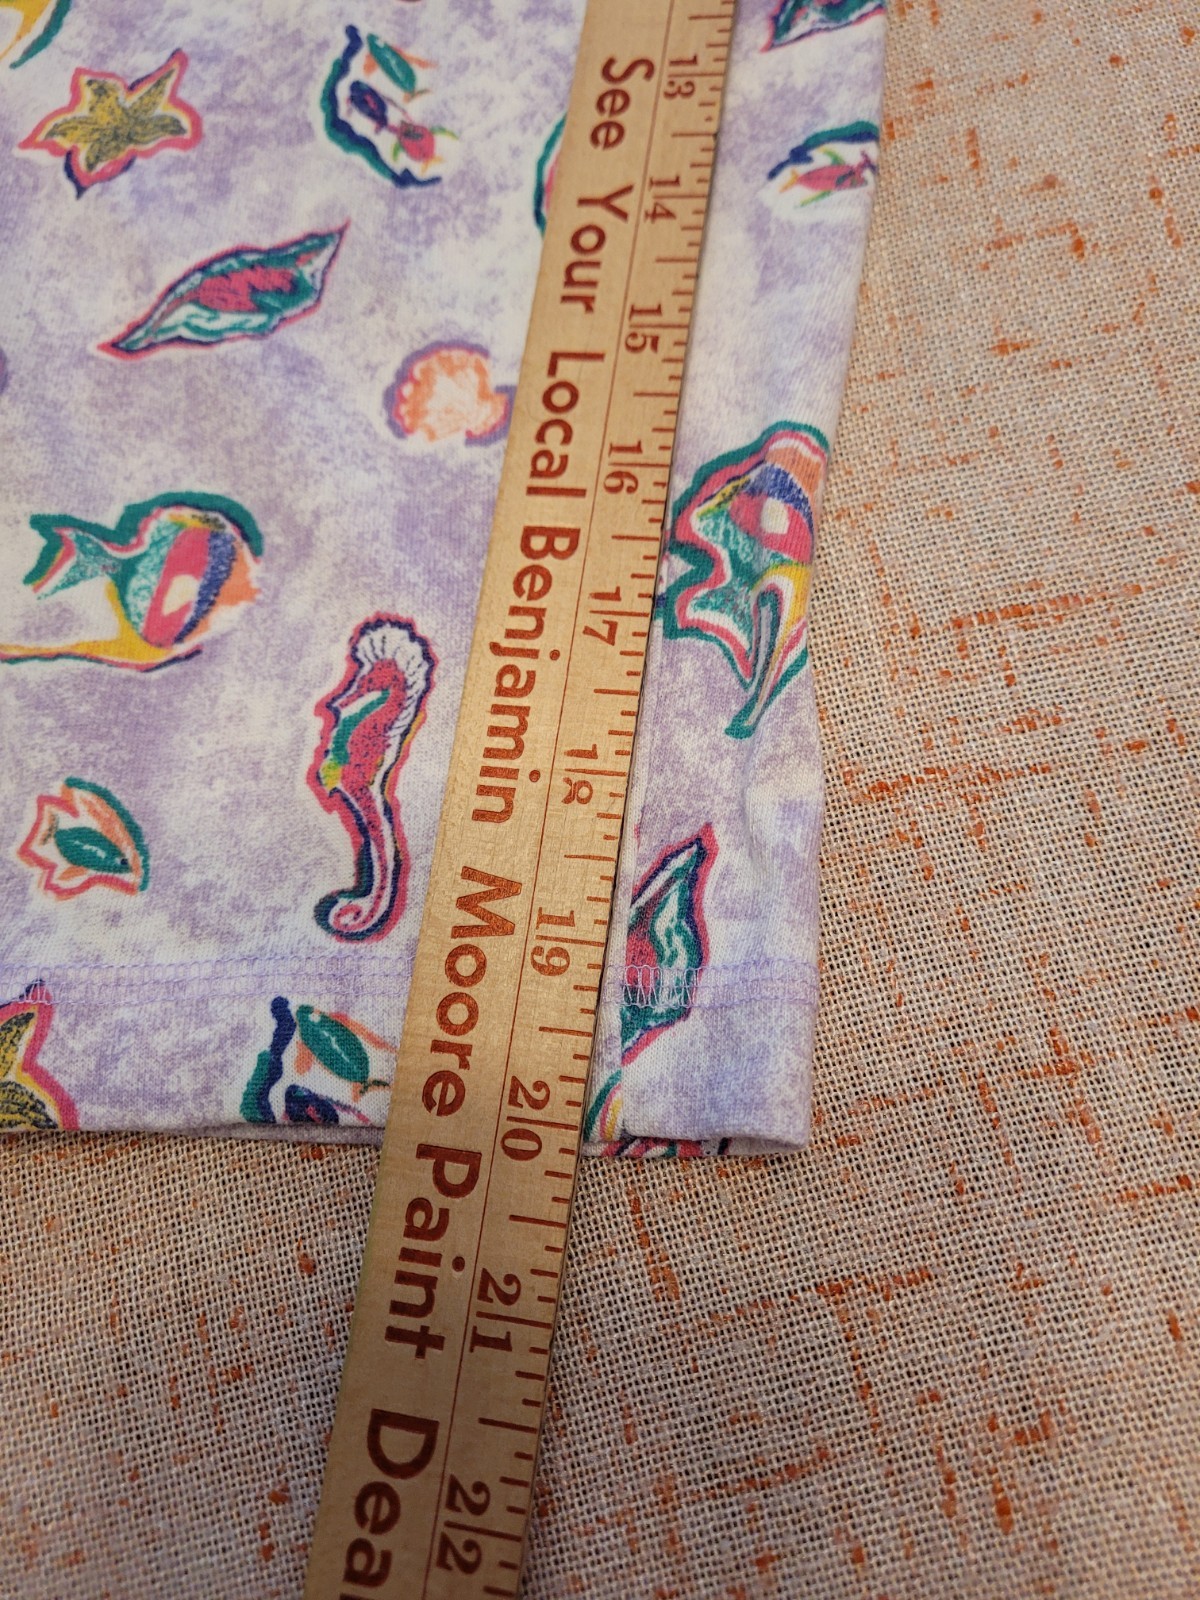 See Your Local Benjamin Moore Paint Dea
13 14 15 16 17 18 19 20 21 22